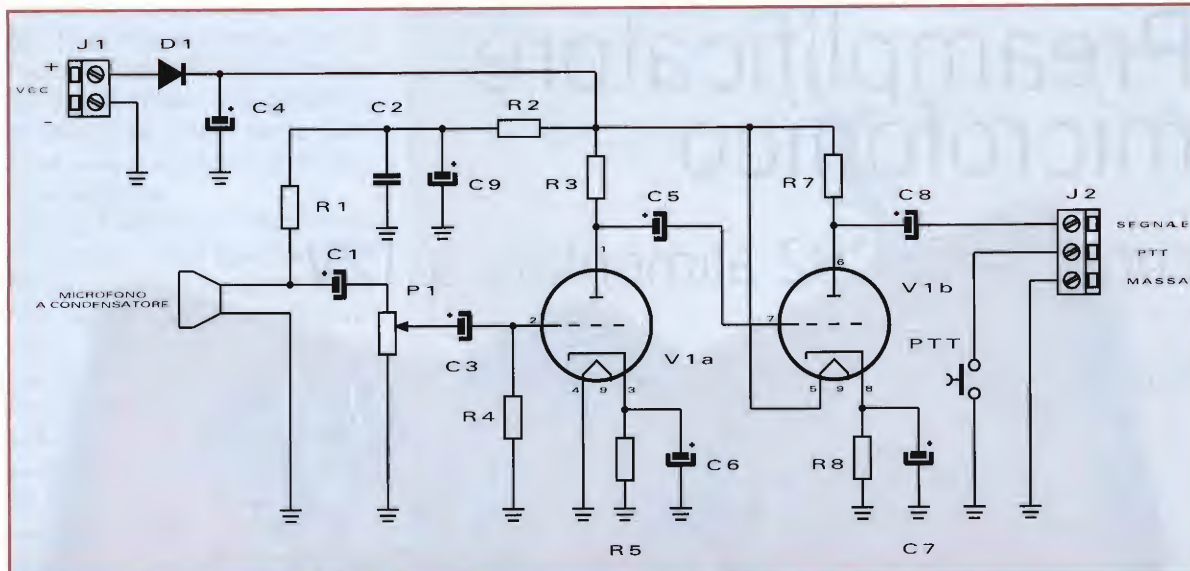 J1
D1
+
VCC
-
C4
C2
R2
R1
C9
R3
C5
R7
C8
J2
SEGNALE
PTT
MASSA
MICROFONO
A CONDENSATORE
C1
P1
C3
R4
1
2
V1a
4 9 3
R5
C6
6
7
V1b
5 9 8
R8
C7
PTT
Preamplificatore
microfonico